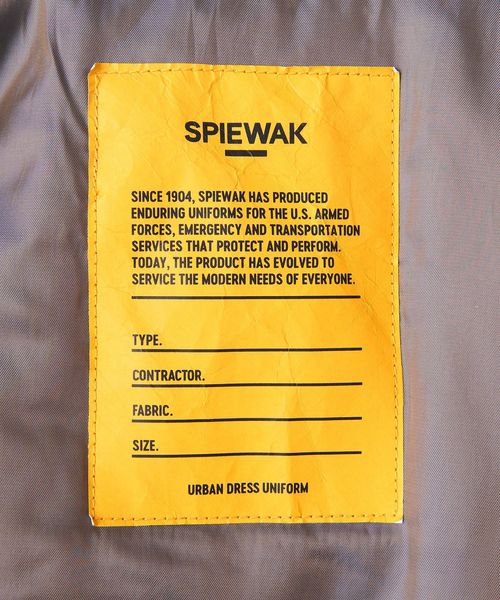 SPIEWAK
SINCE 1904, SPIEWAK HAS PRODUCED
ENDURING UNIFORMS FOR THE U.S. ARMED
FORCES, EMERGENCY AND TRANSPORTATION
SERVICES THAT PROTECT AND PERFORM.
TODAY, THE PRODUCT HAS EVOLVED TO
SERVICE THE MODERN NEEDS OF EVERYONE.
TYPE.
CONTRACTOR.
FABRIC.
SIZE.
URBAN DRESS UNIFORM